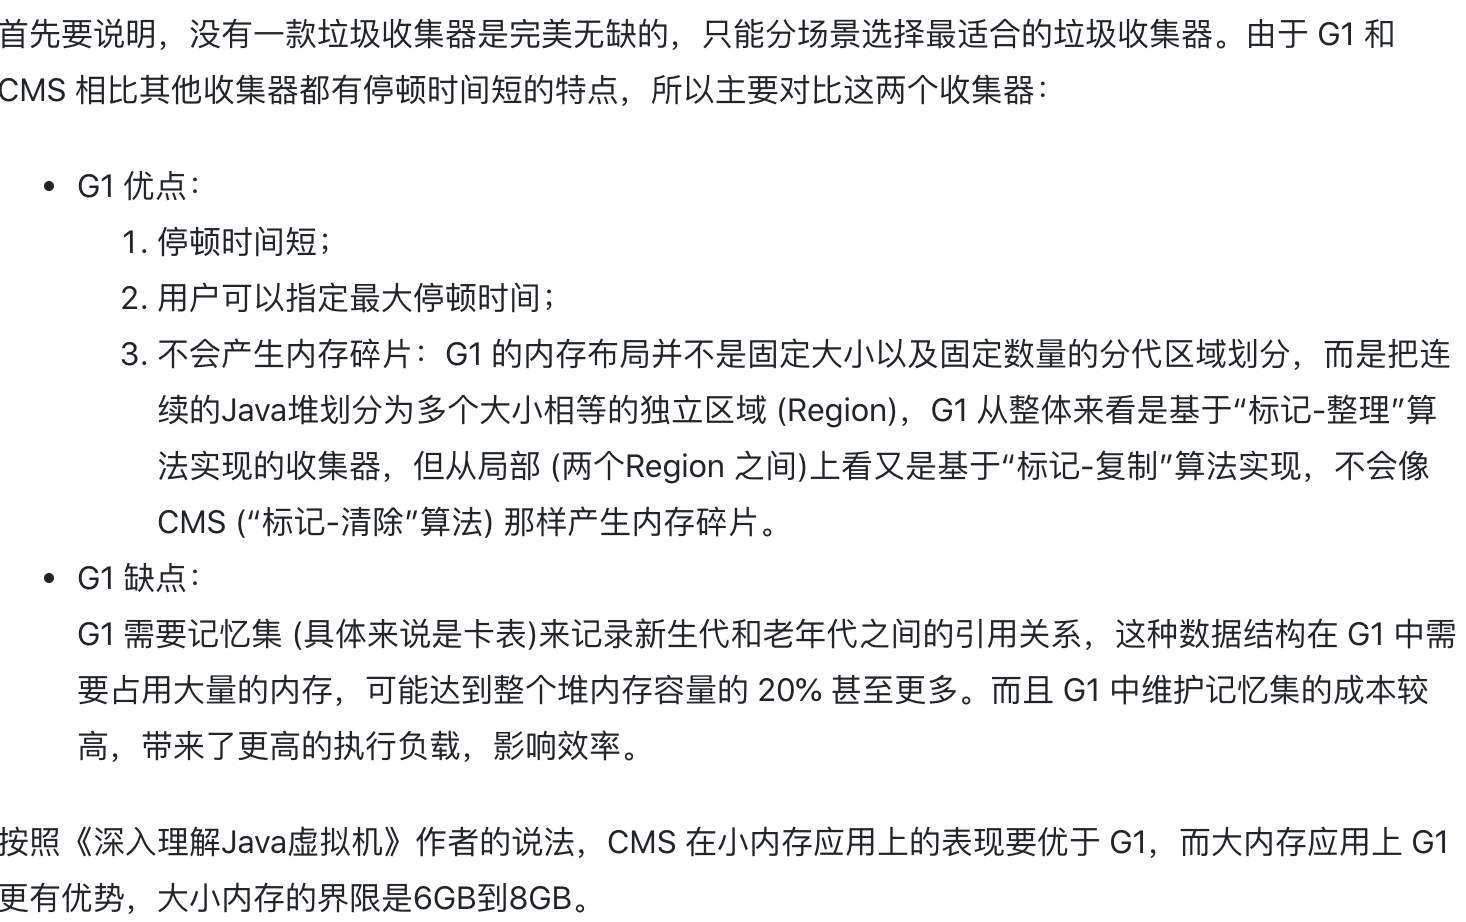 首先要说明，没有一款垃圾收集器是完美无缺的，只能分场景选择最适合的垃圾收集器。由于 G1 和
CMS 相比其他收集器都有停顿时间短的特点，所以主要对比这两个收集器：
• G1 优点：
1. 停顿时间短；
2. 用户可以指定最大停顿时间；
3. 不会产生内存碎片：G1 的内存布局并不是固定大小以及固定数量的分代区域划分，而是把连
续的Java堆划分为多个大小相等的独立区域 (Region)，G1 从整体来看是基于“标记-整理”算
法实现的收集器，但从局部 (两个Region 之间)上看又是基于“标记-复制”算法实现，不会像
CMS (“标记-清除”算法) 那样产生内存碎片。
• G1 缺点：
G1 需要记忆集 (具体来说是卡表)来记录新生代和老年代之间的引用关系，这种数据结构在 G1 中需
要占用大量的内存，可能达到整个堆内存容量的 20% 甚至更多。而且 G1 中维护记忆集的成本较
高，带来了更高的执行负载，影响效率。
按照《深入理解Java虚拟机》作者的说法，CMS 在小内存应用上的表现要优于 G1，而大内存应用上 G1
更有优势，大小内存的界限是6GB到8GB。